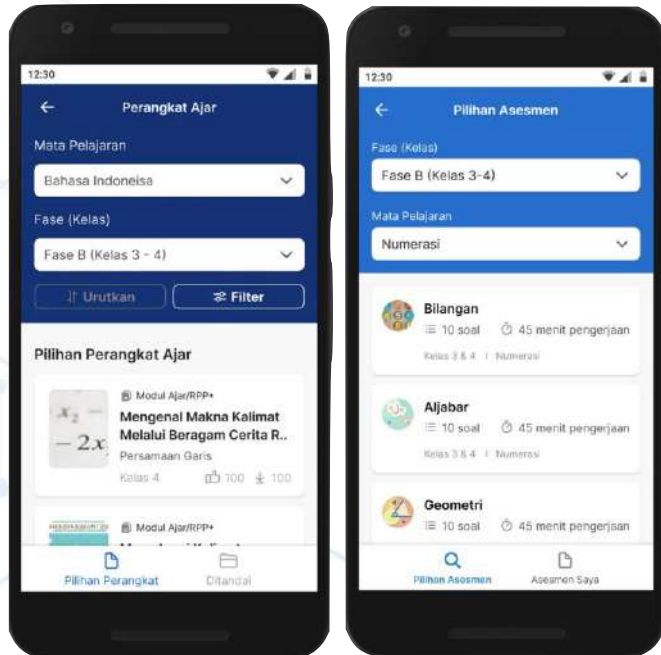 12:30
Perangkat Ajar
Mata Pelajaran
Bahasa Indoneisa
Fase (Kelas)
Fase B (Kelas 3 - 4)
Urutkan
Filter
Pilihan Perangkat Ajar
x₂ −
− 2x
Modul Ajar/RPP+
Mengenal Makna Kalimat
Melalui Beragam Cerita R..
Persamaan Garis
Kelas 4 100 100
Modul Ajar/RPP+
Pilihan Perangkat
Ditandai
12:30
Pilihan Asesmen
Fase (Kelas)
Fase B (Kelas 3-4)
Mata Pelajaran
Numerasi
Bilangan
10 soal 45 menit pengerjaan
Kelas 3 & 4 | Numerasi
Aljabar
10 soal 45 menit pengerjaan
Kelas 3 & 4 | Numerasi
Geometri
10 soal 45 menit pengerjaan
Pilihan Asesmen
Asesmen Saya